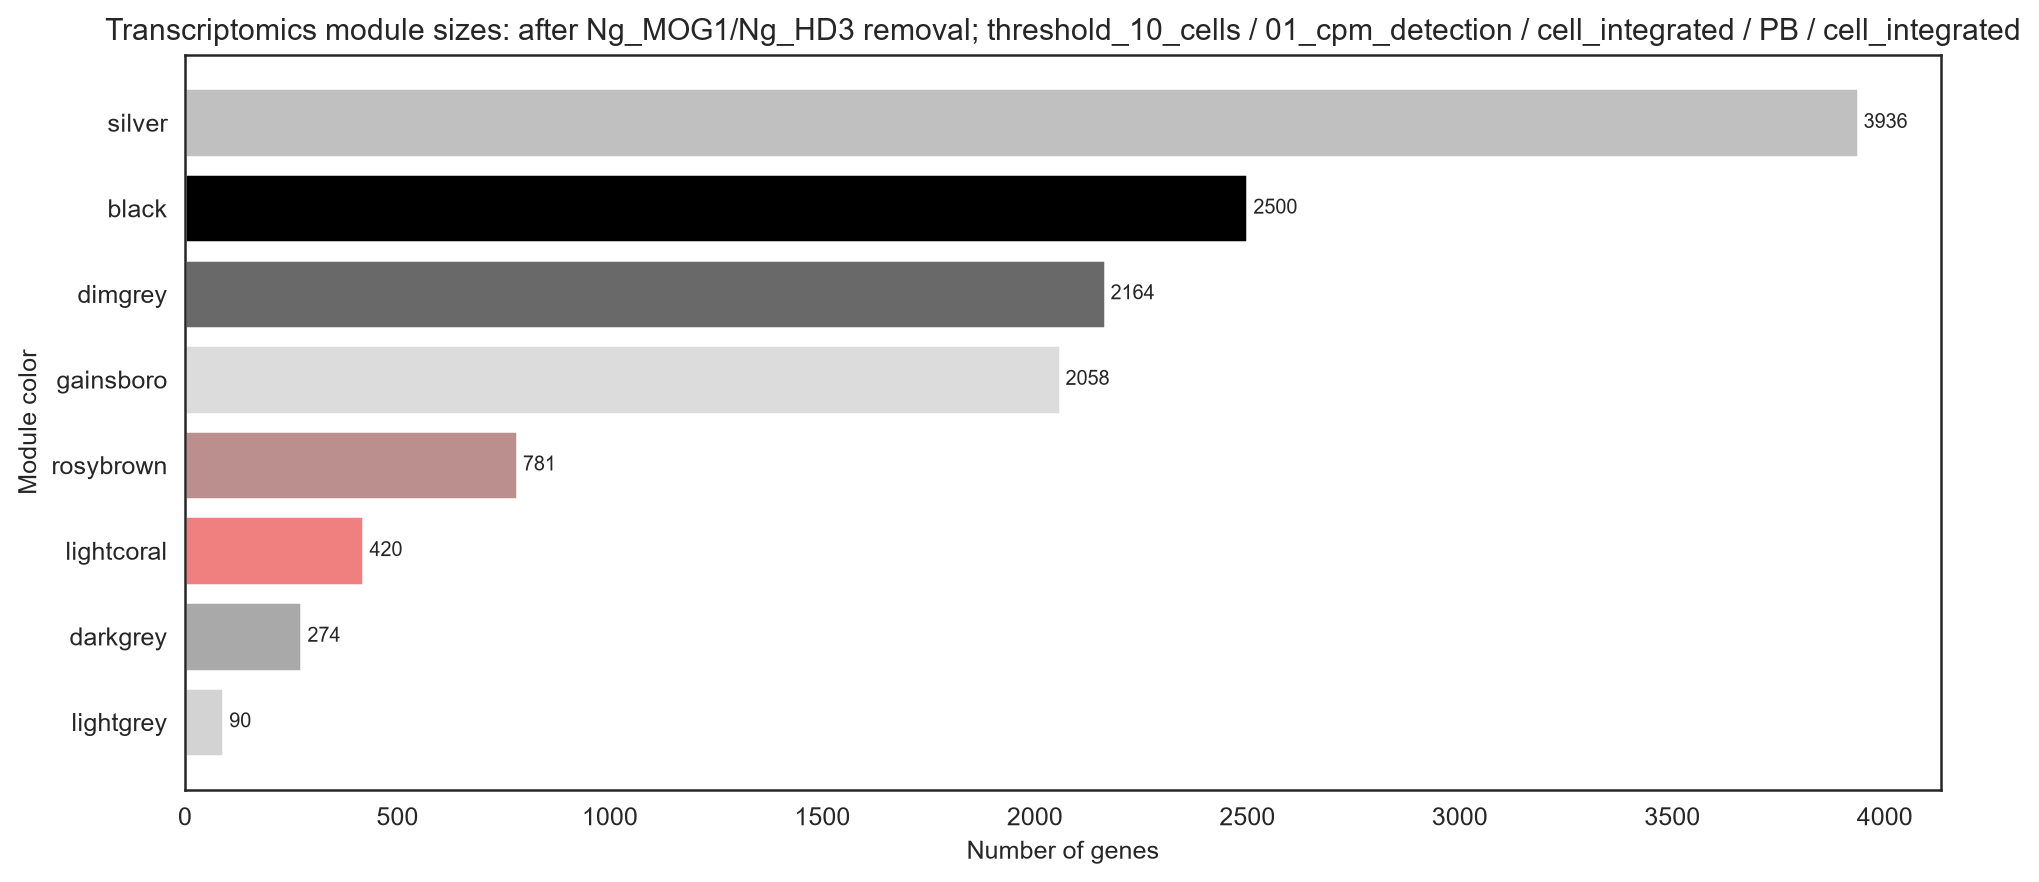 Transcriptomics module sizes: after Ng_MOG1/Ng_HD3 removal; threshold_10_cells / 01_cpm_detection / cell_integrated / PB / cell_integrated
silver 3936
black 2500
dimgrey 2164
gainsboro 2058
rosybrown 781
lightcoral 420
darkgrey 274
lightgrey 90
Module color
0 500 1000 1500 2000 2500 3000 3500 4000
Number of genes